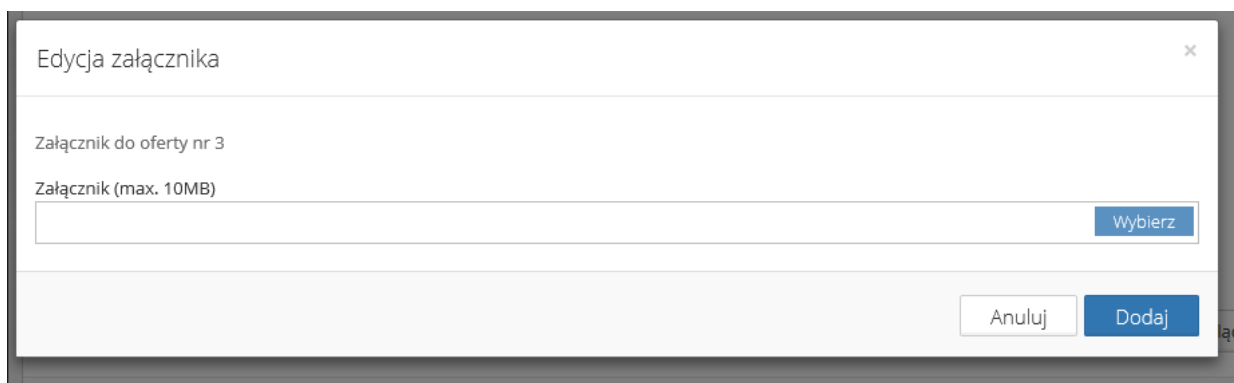 Edycja załącznika
×
Załącznik do oferty nr 3
Załącznik (max. 10MB)
Wybierz
Anuluj
Dodaj